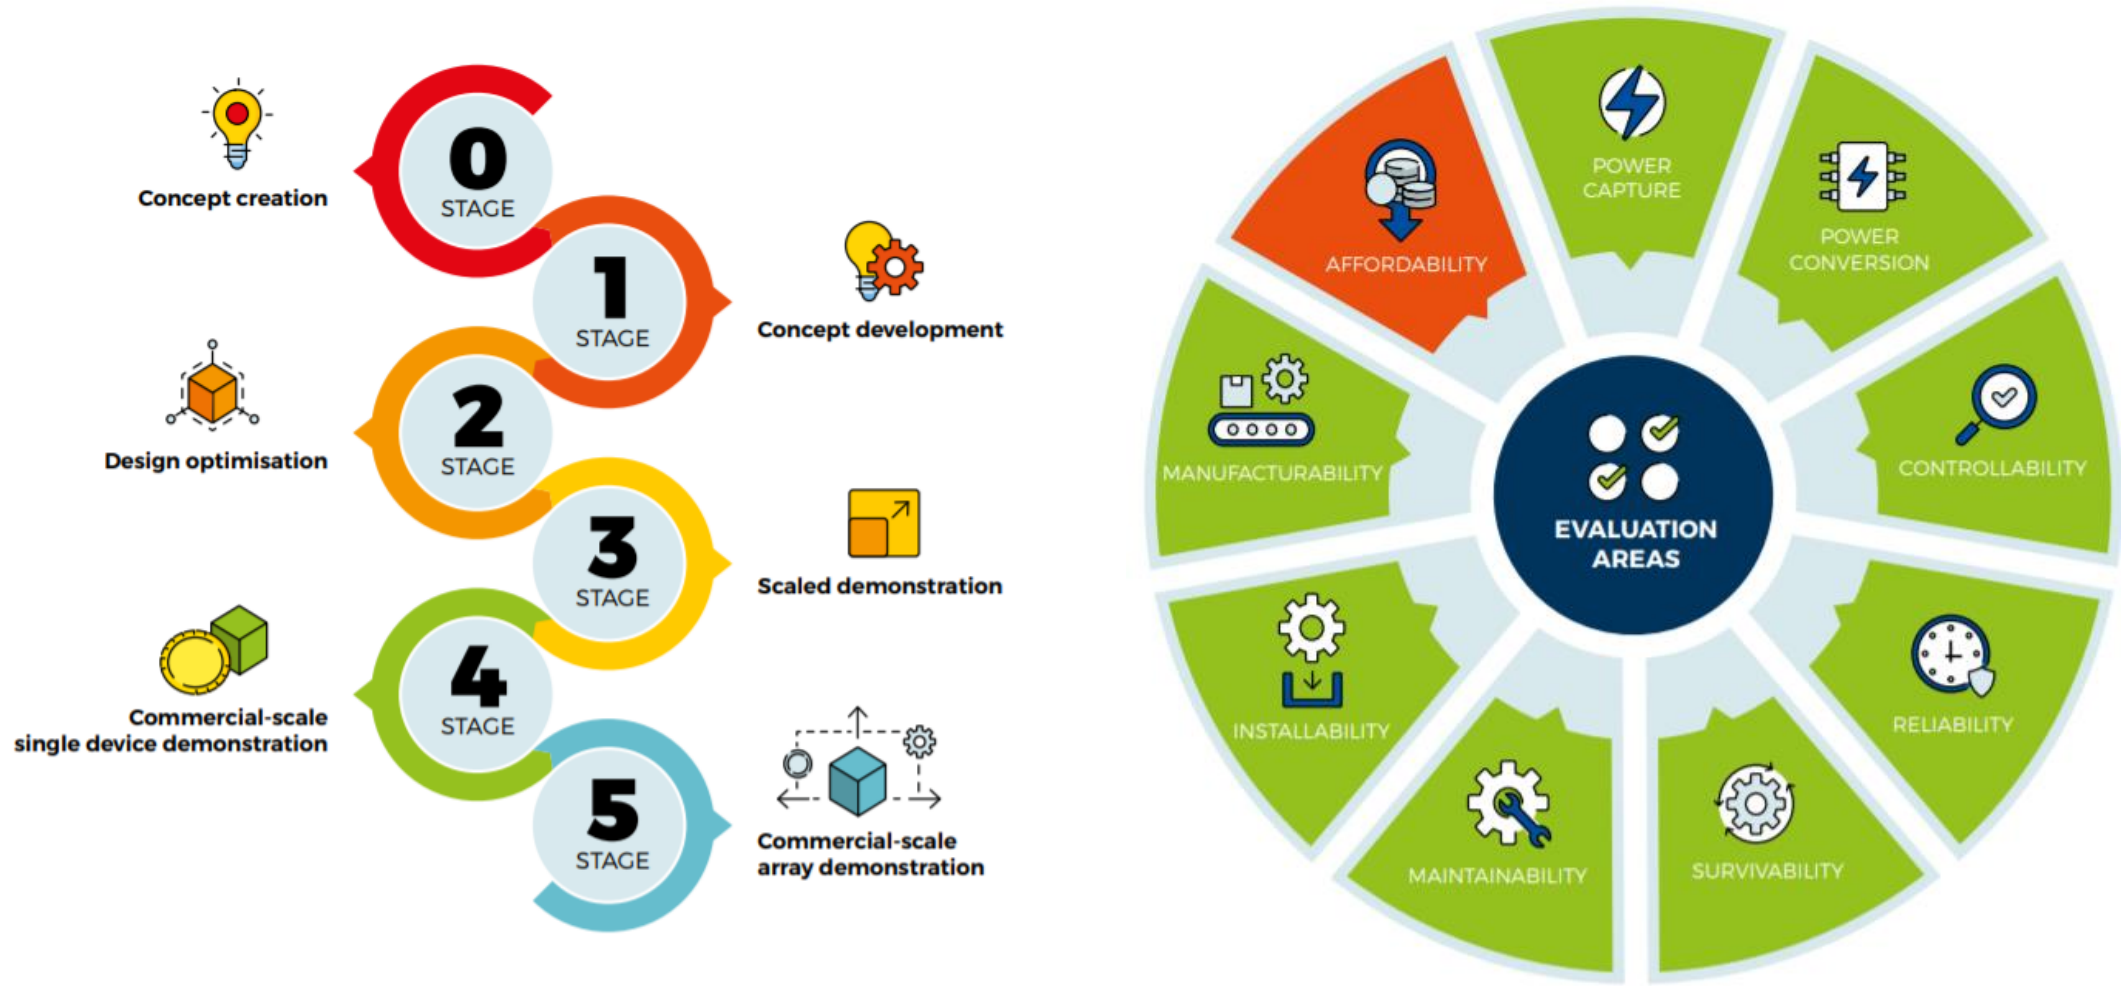 0
STAGE
Concept creation
1
STAGE
Concept development
2
STAGE
Design optimisation
3
STAGE
Scaled demonstration
4
STAGE
Commercial-scale
single device demonstration
5
STAGE
Commercial-scale
array demonstration
EVALUATION
AREAS
POWER
CAPTURE
POWER
CONVERSION
CONTROLLABILITY
RELIABILITY
SURVIVABILITY
MAINTAINABILITY
INSTALLABILITY
MANUFACTURABILITY
AFFORDABILITY